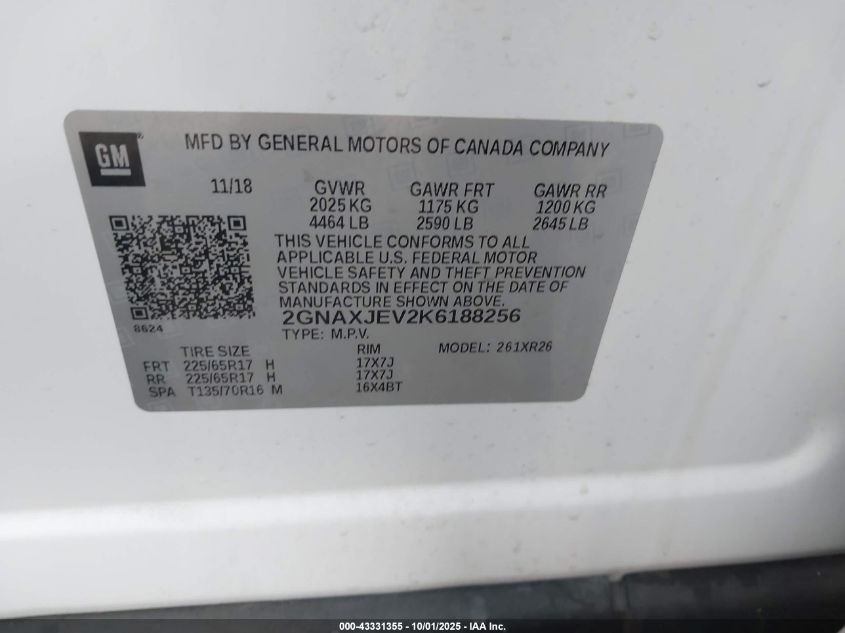 GM®
MFD BY GENERAL MOTORS OF CANADA COMPANY
11/18 GVWR GAWR FRT GAWR RR
2025 KG 1175 KG 1200 KG
4464 LB 2590 LB 2645 LB
THIS VEHICLE CONFORMS TO ALL
APPLICABLE U.S. FEDERAL MOTOR
VEHICLE SAFETY AND THEFT PREVENTION
STANDARDS IN EFFECT ON THE DATE OF
MANUFACTURE SHOWN ABOVE.
2GNAXJEV2K6188256
8624
TYPE: M.P.V.
TIRE SIZE RIM MODEL: 261XR26
FRT 225/65R17 H 17X7J
RR 225/65R17 H 17X7J
SPA T135/70R16 M 16X4BT
000-43331355 - 10/01/2025 - IAA Inc.